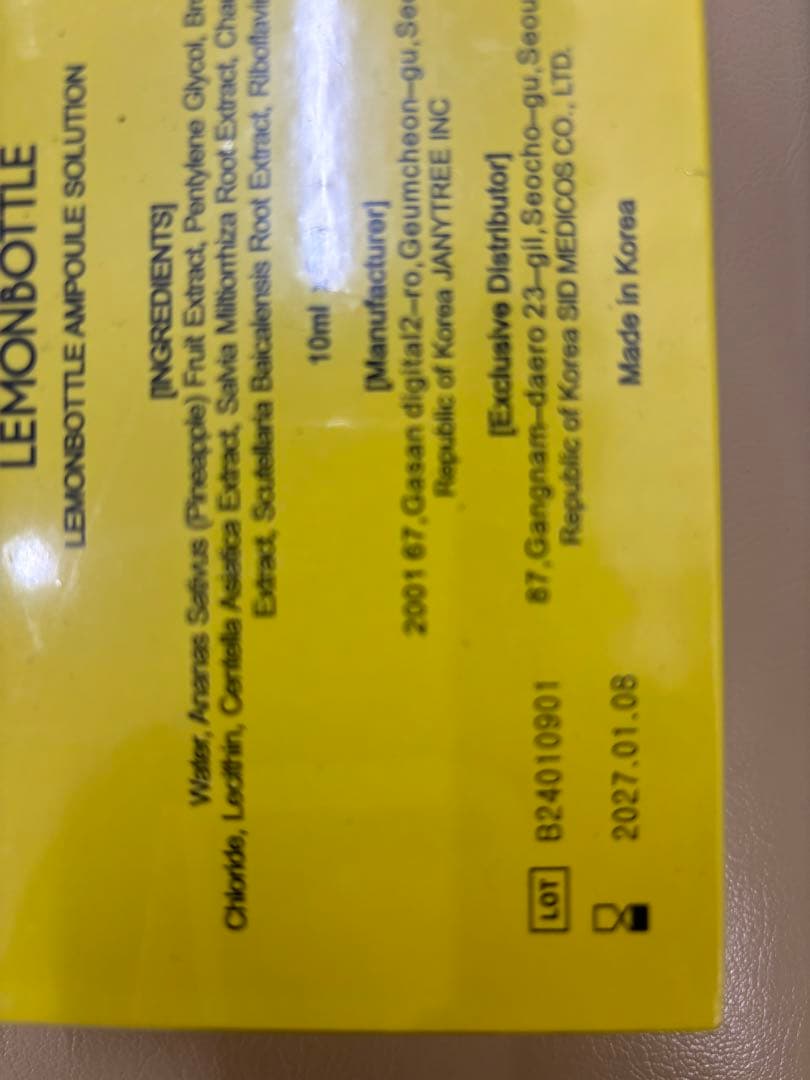 LEMONBOTTLE
LEMONBOTTLE AMPOULE SOLUTION
[INGREDIENTS]
Water, Ananas Sativus (Pineapple) Fruit Extract, Pentylene Glycol,
Chloride, Lecithin, Centella Asiatica Extract, Salvia Miltiorrhiza Root Extract,
Extract, Scutellaria Baicalensis Root Extract,
10ml
[Manufacturer]
2001 67,Gasan digital2-ro,Geumcheon-gu,
Republic of Korea JANYTREE INC
[Exclusive Distributor]
87,Gangnam-daero 23-gil,Seocho-gu,
Republic of Korea SID MEDICOS CO., LTD.
Made in Korea
LOT B24010901
2027.01.08